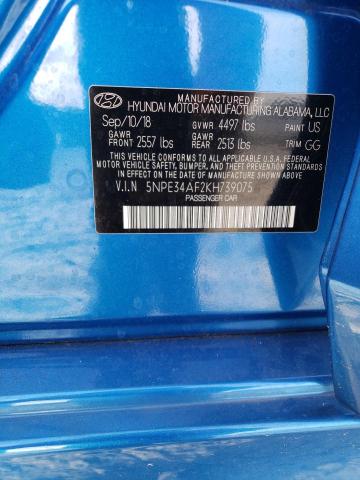 MANUFACTURED BY
HYUNDAI MOTOR MANUFACTURING ALABAMA, LLC
Sep/10/18 GVWR 4497 lbs PAINT US
GAWR FRONT 2557 lbs GAWR REAR 2513 lbs TRIM GG
THIS VEHICLE CONFORMS TO ALL APPLICABLE U.S.A. FEDERAL
MOTOR VEHICLE SAFETY, BUMPER, AND THEFT PREVENTION STANDARDS
IN EFFECT ON THE DATE OF MANUFACTURE SHOWN ABOVE.
V.I.N 5NPE34AF2KH739075
PASSENGER CAR